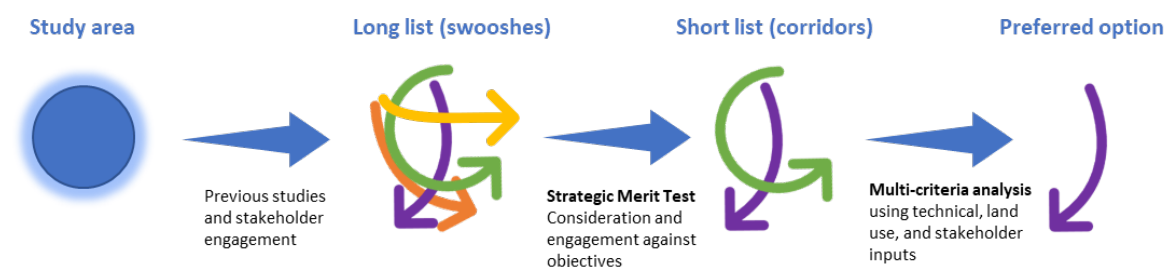 Study area
Long list (swooshes)
Short list (corridors)
Preferred option
Previous studies
and stakeholder
engagement
Strategic Merit Test
Consideration and
engagement against
objectives
Multi-criteria analysis
using technical, land
use, and stakeholder
inputs